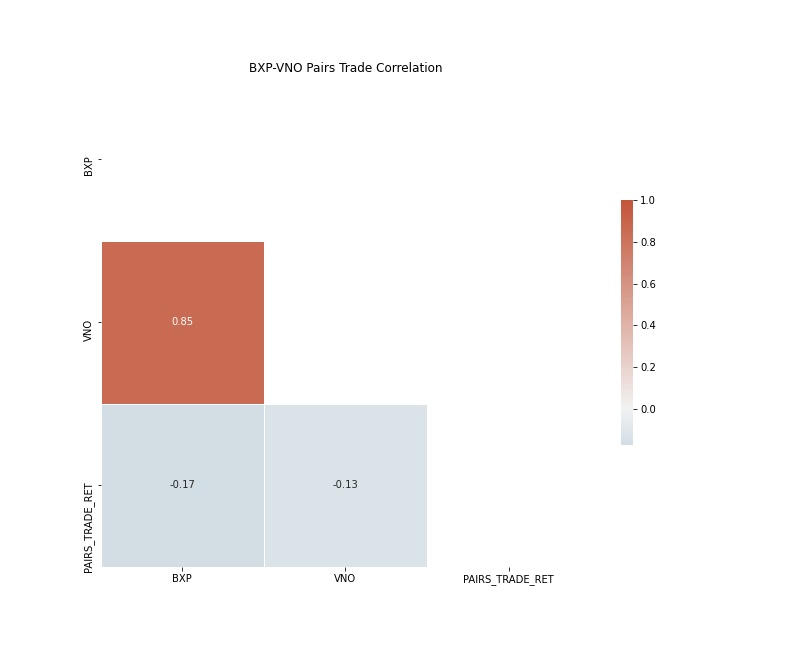 BXP-VNO Pairs Trade Correlation
BXP
VNO
PAIRS_TRADE_RET
0.85
-0.17
-0.13
BXP
VNO
PAIRS_TRADE_RET
1.0
0.8
0.6
0.4
0.2
0.0